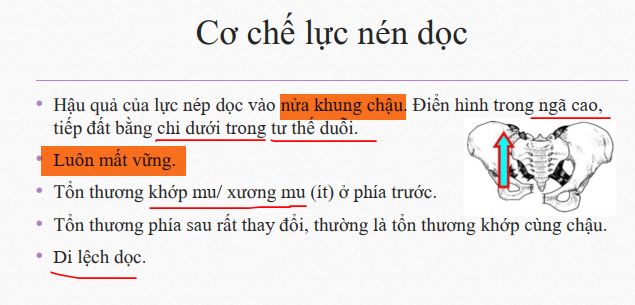 Cơ chế lực nén dọc
• Hậu quả của lực nép dọc vào nửa khung chậu. Điển hình trong ngã cao,
tiếp đất bằng chi dưới trong tư thế duỗi.
• Luôn mất vững.
• Tổn thương khớp mu/ xương mu (ít) ở phía trước.
• Tổn thương phía sau rất thay đổi, thường là tổn thương khớp cùng chậu.
• Di lệch dọc.